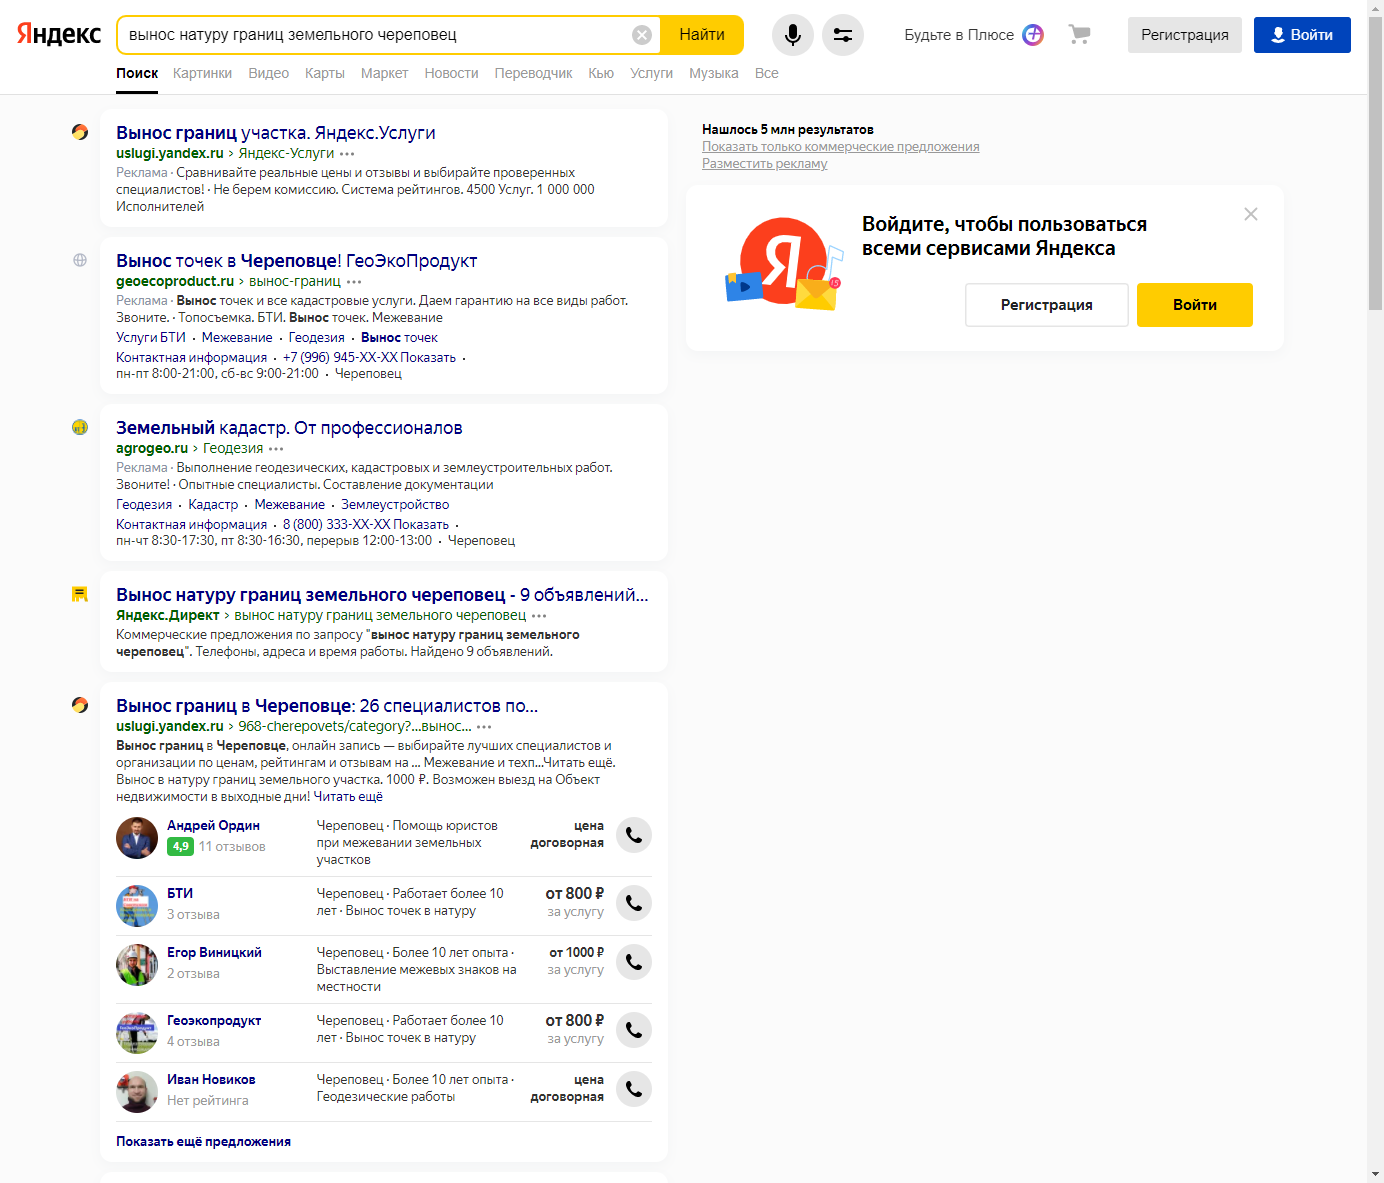 Яндекс
вынос натуру границ земельного череповец
Найти
Будьте в Плюсе
Регистрация
Войти
Поиск Картинки Видео Карты Маркет Новости Переводчик Кью Услуги Музыка Все
Вынос границ участка. Яндекс.Услуги
uslugi.yandex.ru › Яндекс-Услуги
Реклама · Сравнивайте реальные цены и отзывы и выбирайте проверенных
специалистов! · Не берем комиссию. Система рейтингов. 4500 Услуг. 1 000 000
Исполнителей
Вынос точек в Череповце! ГеоЭкоПродукт
geoecoproduct.ru › вынос-границ
Реклама · Вынос точек и все кадастровые услуги. Даем гарантию на все виды работ.
Звоните. · Топосъемка. БТИ. Вынос точек. Межевание
Услуги БТИ · Межевание · Геодезия · Вынос точек
Контактная информация · +7 (996) 945-XX-XX Показать ·
пн-пт 8:00-21:00, сб-вс 9:00-21:00 · Череповец
Земельный кадастр. От профессионалов
agrogeo.ru › Геодезия
Реклама · Выполнение геодезических, кадастровых и землеустроительных работ.
Звоните! · Опытные специалисты. Составление документации
Геодезия · Кадастр · Межевание · Землеустройство
Контактная информация · 8 (800) 333-XX-XX Показать ·
пн-чт 8:30-17:30, пт 8:30-16:30, перерыв 12:00-13:00 · Череповец
Вынос натуру границ земельного череповец - 9 объявлений...
Яндекс.Директ › вынос натуру границ земельного череповец
Коммерческие предложения по запросу "вынос натуру границ земельного
череповец". Телефоны, адреса и время работы. Найдено 9 объявлений.
Вынос границ в Череповце: 26 специалистов по...
uslugi.yandex.ru › 968-cherepovets/category?...вынос...
Вынос границ в Череповце, онлайн запись — выбирайте лучших специалистов и
организации по ценам, рейтингам и отзывам на ... Межевание и техп...Читать ещё.
Вынос в натуру границ земельного участка. 1000 ₽. Возможен выезд на Объект
недвижимости в выходные дни! Читать ещё
Андрей Ордин
4,9 11 отзывов
Череповец · Помощь юристов
при межевании земельных
участков
цена
договорная
БТИ
3 отзыва
Череповец · Работает более 10
лет · Вынос точек в натуру
от 800 ₽
за услугу
Егор Виницкий
2 отзыва
Череповец · Более 10 лет опыта ·
Выставление межевых знаков на
местности
от 1000 ₽
за услугу
Геоэкопродукт
4 отзыва
Череповец · Работает более 10
лет · Вынос точек в натуру
от 800 ₽
за услугу
Иван Новиков
Нет рейтинга
Череповец · Более 10 лет опыта ·
Геодезические работы
цена
договорная
Показать ещё предложения
Нашлось 5 млн результатов
Показать только коммерческие предложения
Разместить рекламу
Я
15
Войдите, чтобы пользоваться
всеми сервисами Яндекса
Регистрация
Войти